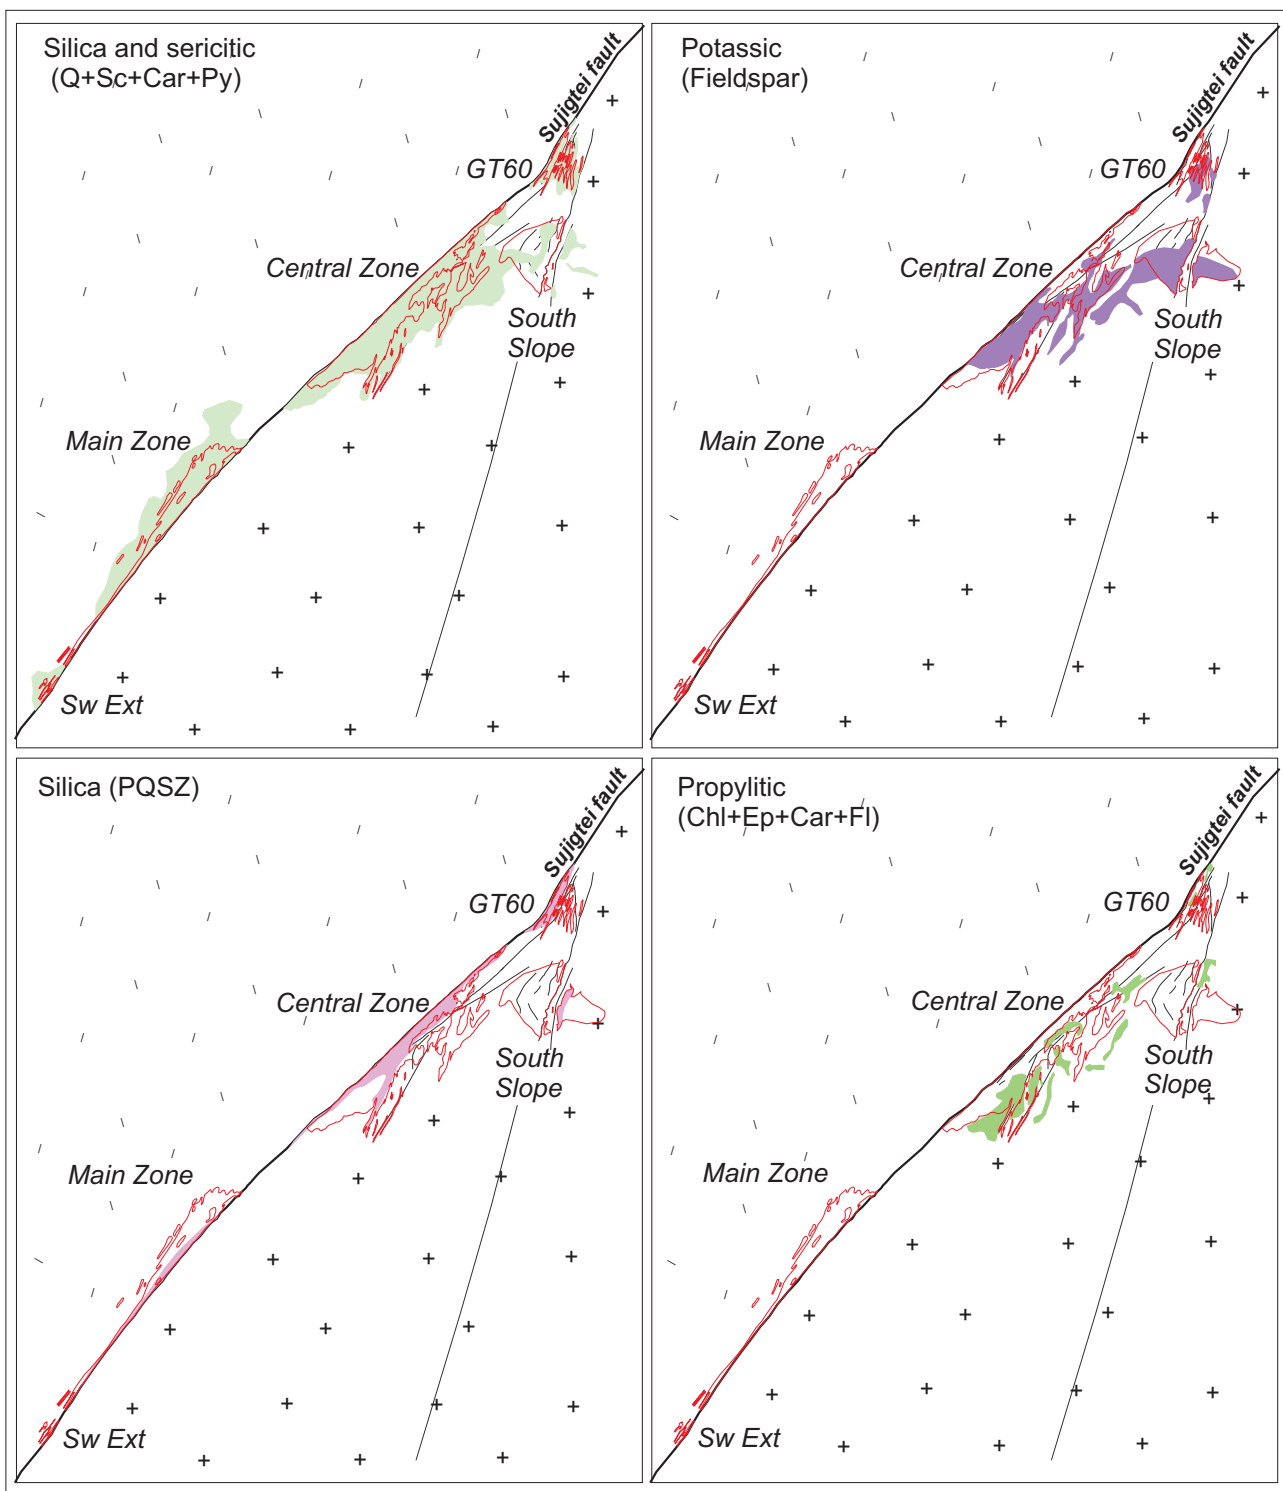 Silica and sericitic
(Q+Sc+Car+Py)
Sujigtei fault
GT60
Central Zone
South
Slope
Main Zone
Sw Ext
Potassic
(Fieldspar)
Sujigtei fault
GT60
Central Zone
South
Slope
Main Zone
Sw Ext
Silica (PQSZ)
Sujigtei fault
GT60
Central Zone
South
Slope
Main Zone
Sw Ext
Propylitic
(Chl+Ep+Car+Fl)
Sujigtei fault
GT60
Central Zone
South
Slope
Main Zone
Sw Ext